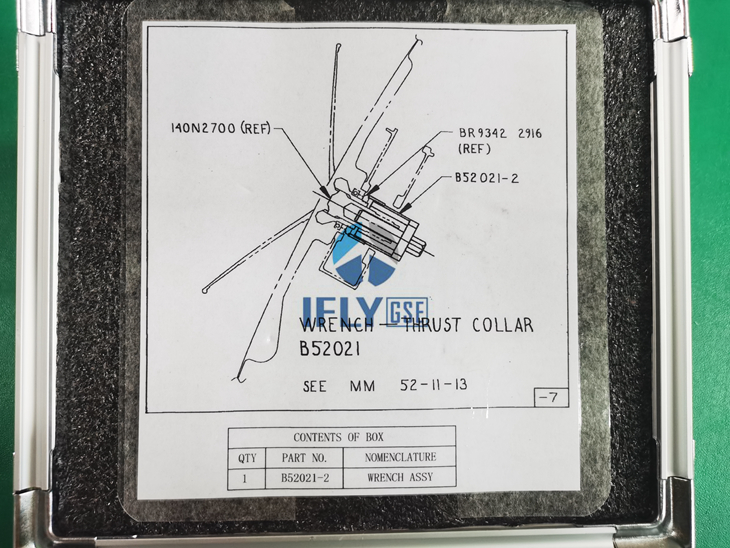 140N2700 (REF)
BR9342 2916
(REF)
B52021-2
IFLY GSE
WRENCH - THRUST COLLAR
B52021
SEE MM 52-11-13
-7
CONTENTS OF BOX
QTY PART NO. NOMENCLATURE
1 B52021-2 WRENCH ASSY